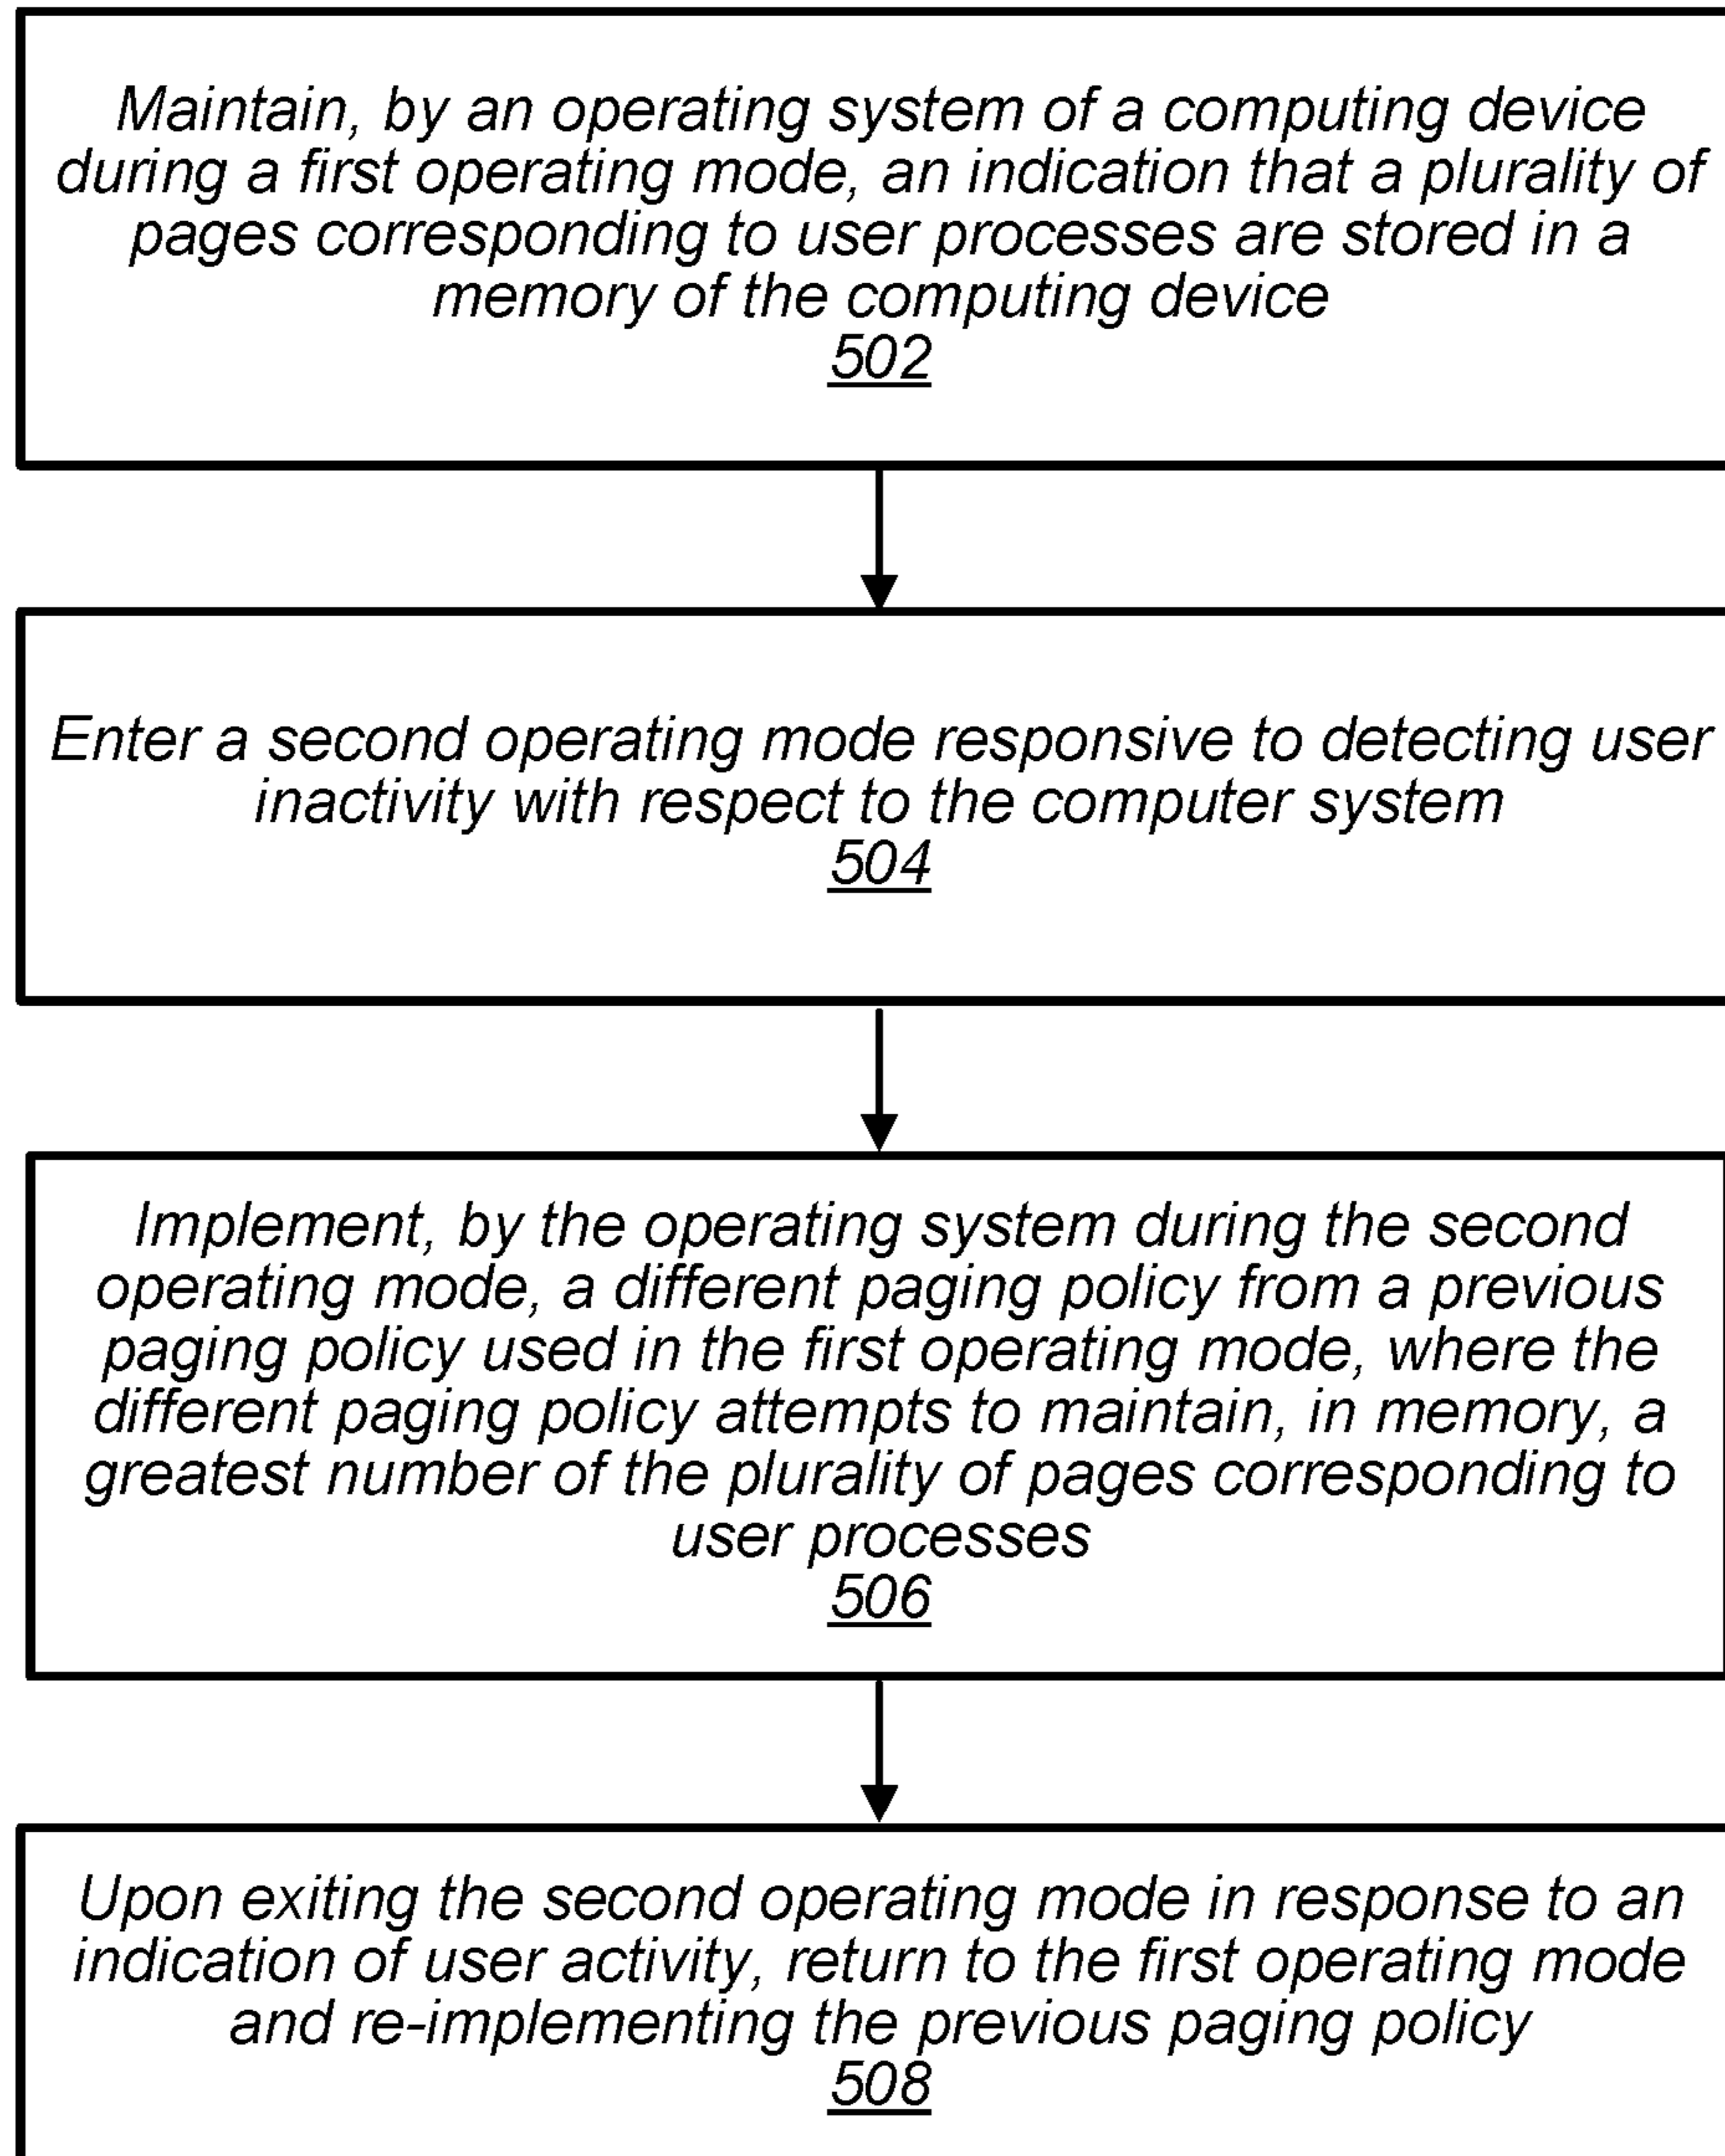 Maintain, by an operating system of a computing device
during a first operating mode, an indication that a plurality of
pages corresponding to user processes are stored in a
memory of the computing device
502
Enter a second operating mode responsive to detecting user
inactivity with respect to the computer system
504
Implement, by the operating system during the second
operating mode, a different paging policy from a previous
paging policy used in the first operating mode, where the
different paging policy attempts to maintain, in memory, a
greatest number of the plurality of pages corresponding to
user processes
506
Upon exiting the second operating mode in response to an
indication of user activity, return to the first operating mode
and re-implementing the previous paging policy
508